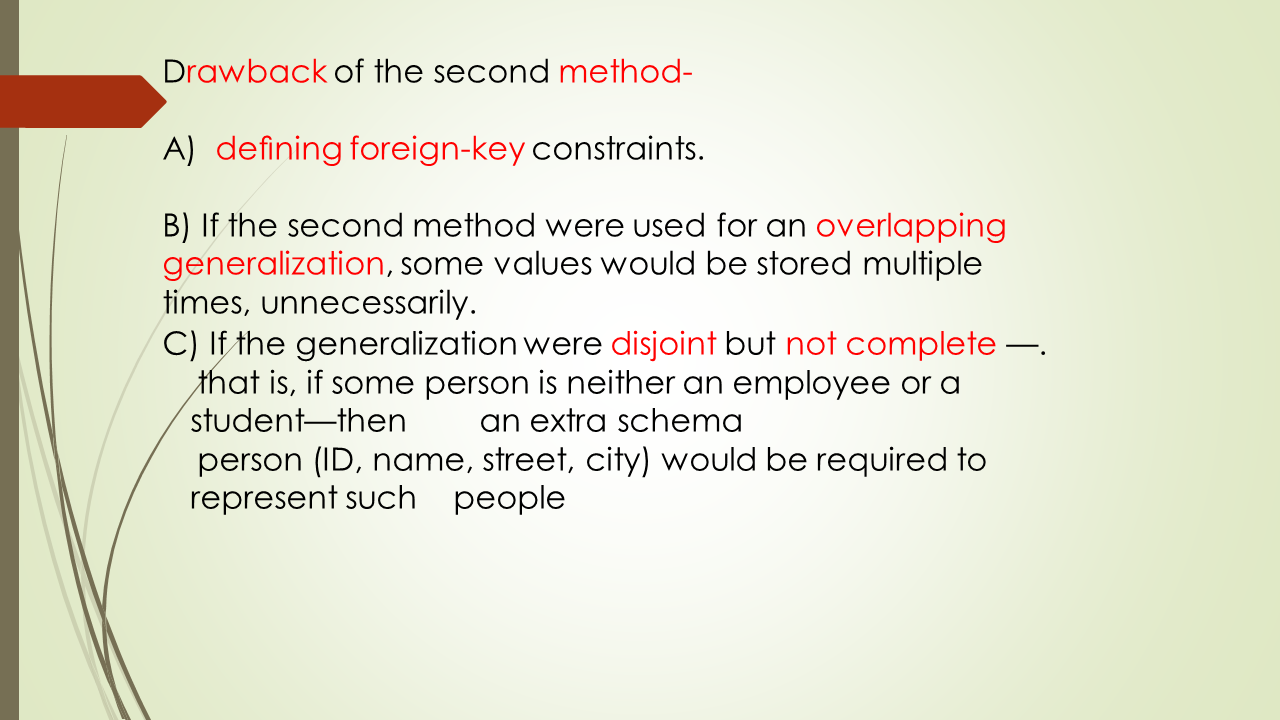 Drawback of the second method-
A) defining foreign-key constraints.
B) If the second method were used for an overlapping
generalization, some values would be stored multiple
times, unnecessarily.
C) If the generalization were disjoint but not complete —.
that is, if some person is neither an employee or a
student—then an extra schema
person (ID, name, street, city) would be required to
represent such people